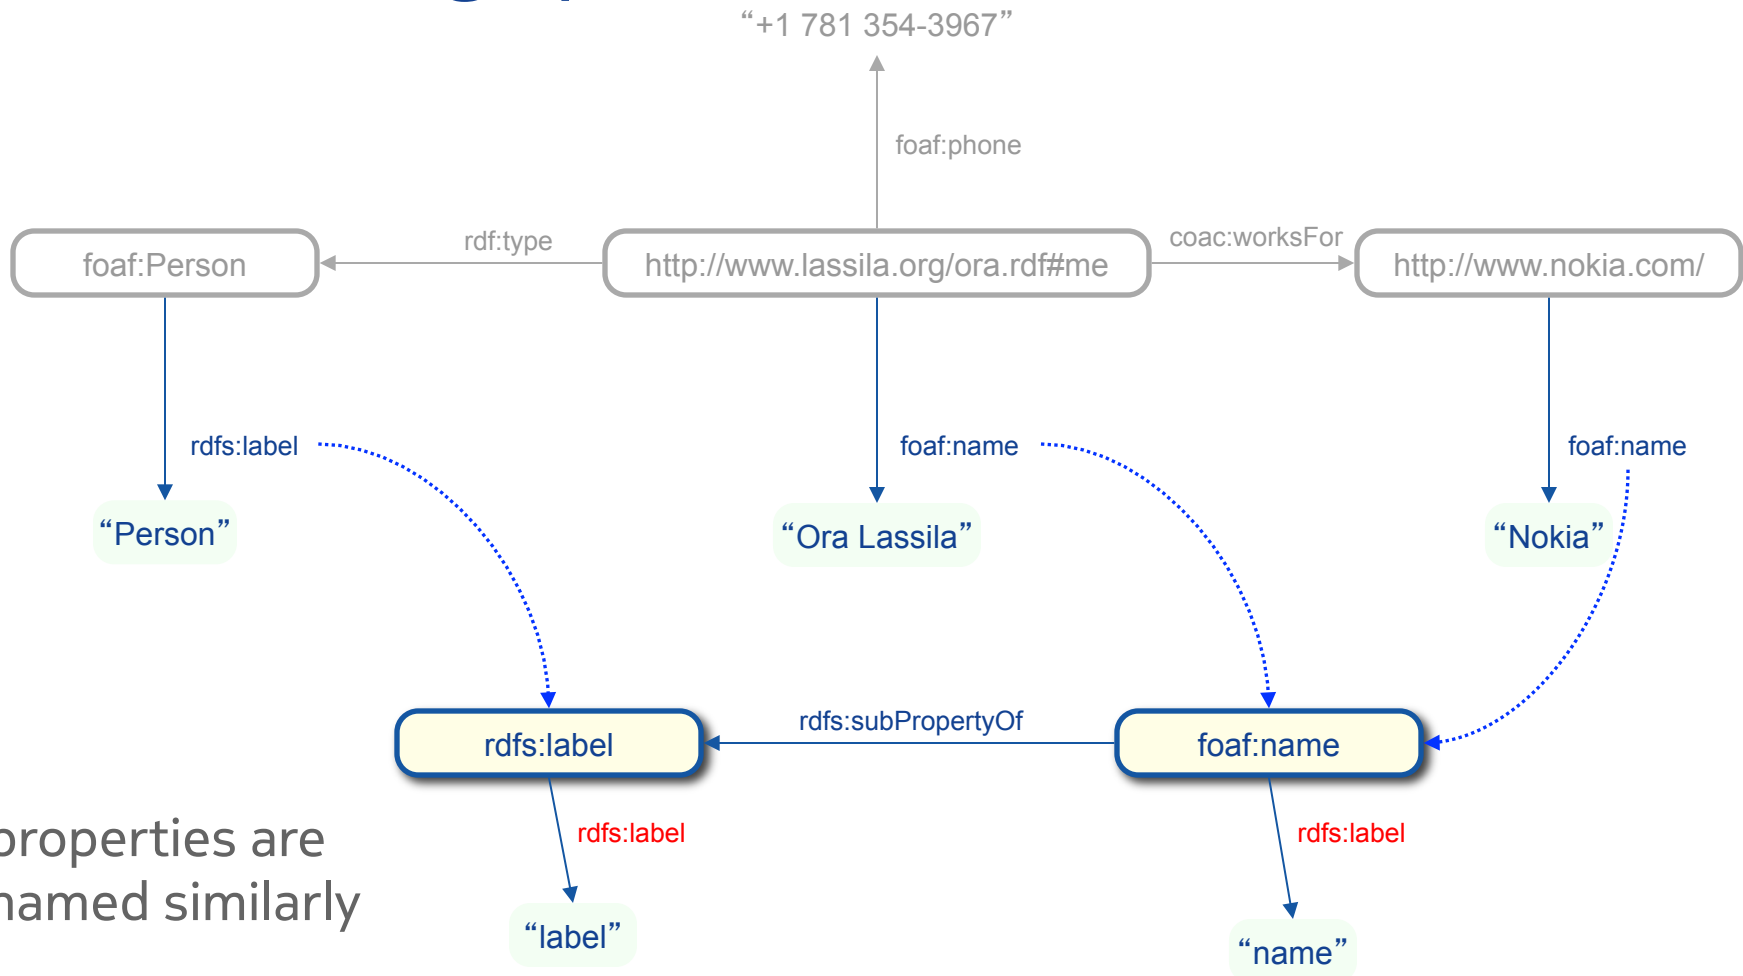 “+1 781 354-3967”
foaf:phone
rdf:type
coac:worksFor
foaf:Person
http://www.lassila.org/ora.rdf#me
http://www.nokia.com/
rdfs:label
foaf:name
foaf:name
“Person”
“Ora Lassila”
“Nokia”
rdfs:subPropertyOf
rdfs:label
foaf:name
rdfs:label
rdfs:label
properties are
named similarly
“label”
“name”